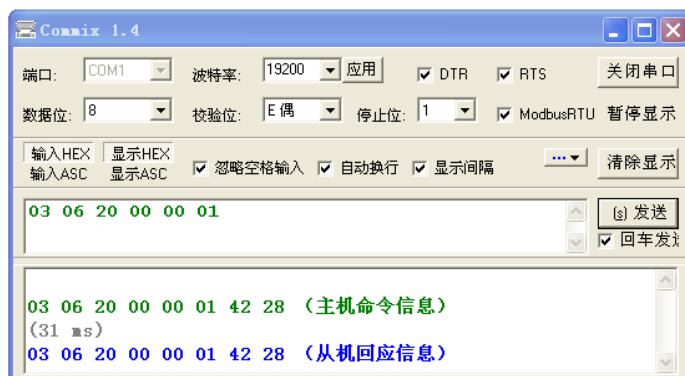 Commix 1.4
端口: COM1 波特率: 19200 应用 DTR RTS 关闭串口
数据位: 8 校验位: E 偶 停止位: 1 ModbusRTU 暂停显示
输入HEX 显示HEX
输入ASC 显示ASC 忽略空格输入 自动换行 显示间隔 ... 清除显示
03 06 20 00 00 01 [s] 发送
回车发送
03 06 20 00 00 01 42 28 （主机命令信息）
(31 ms)
03 06 20 00 00 01 42 28 （从机回应信息）